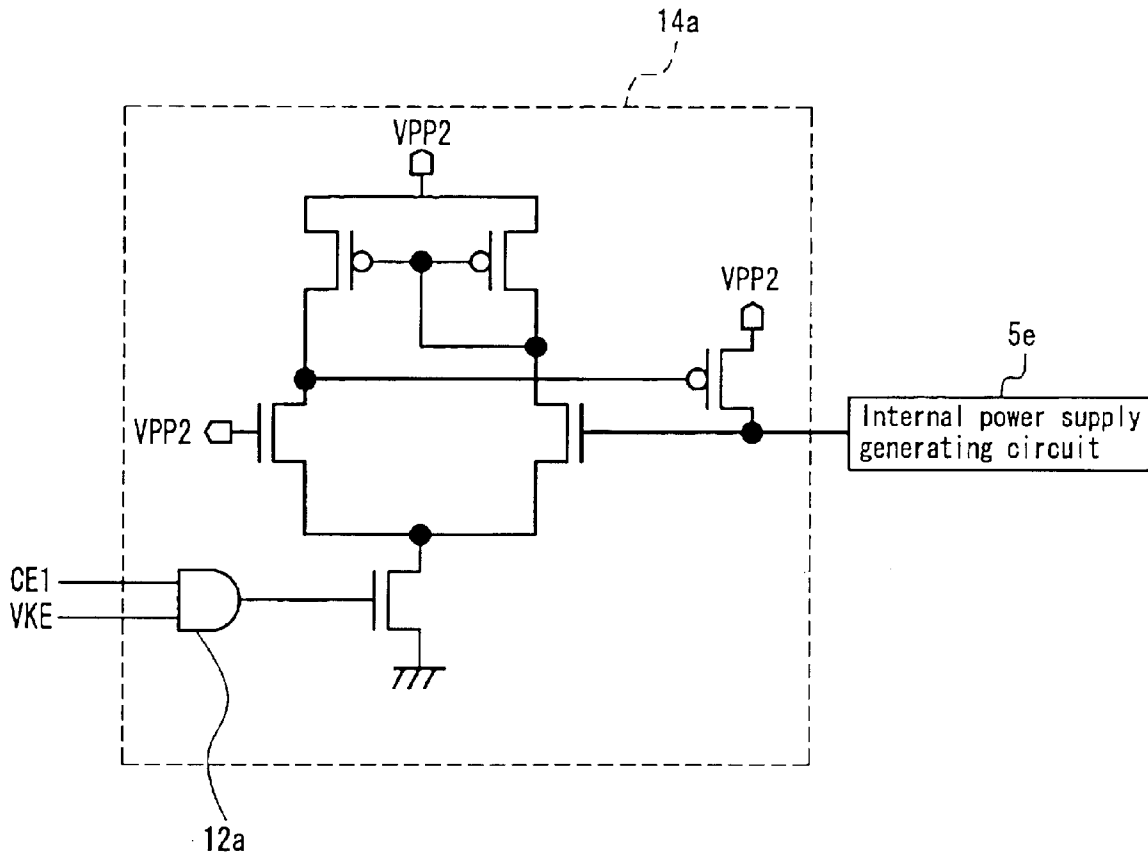 14a
VPP2
VPP2
5e
Internal power supply
generating circuit
VPP2
CE1
VKE
12a